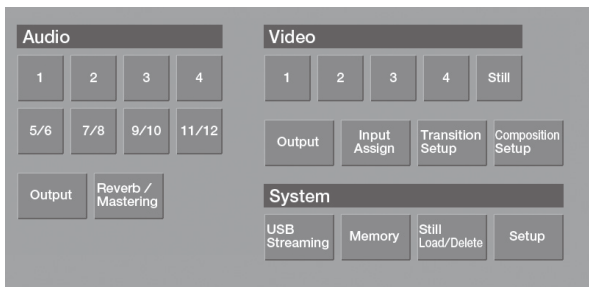 Audio
1 2 3 4
5/6 7/8 9/10 11/12
Output
Reverb /
Mastering
Video
1 2 3 4 Still
Output
Input
Assign
Transition
Setup
Composition
Setup
System
USB
Streaming
Memory
Still
Load/Delete
Setup